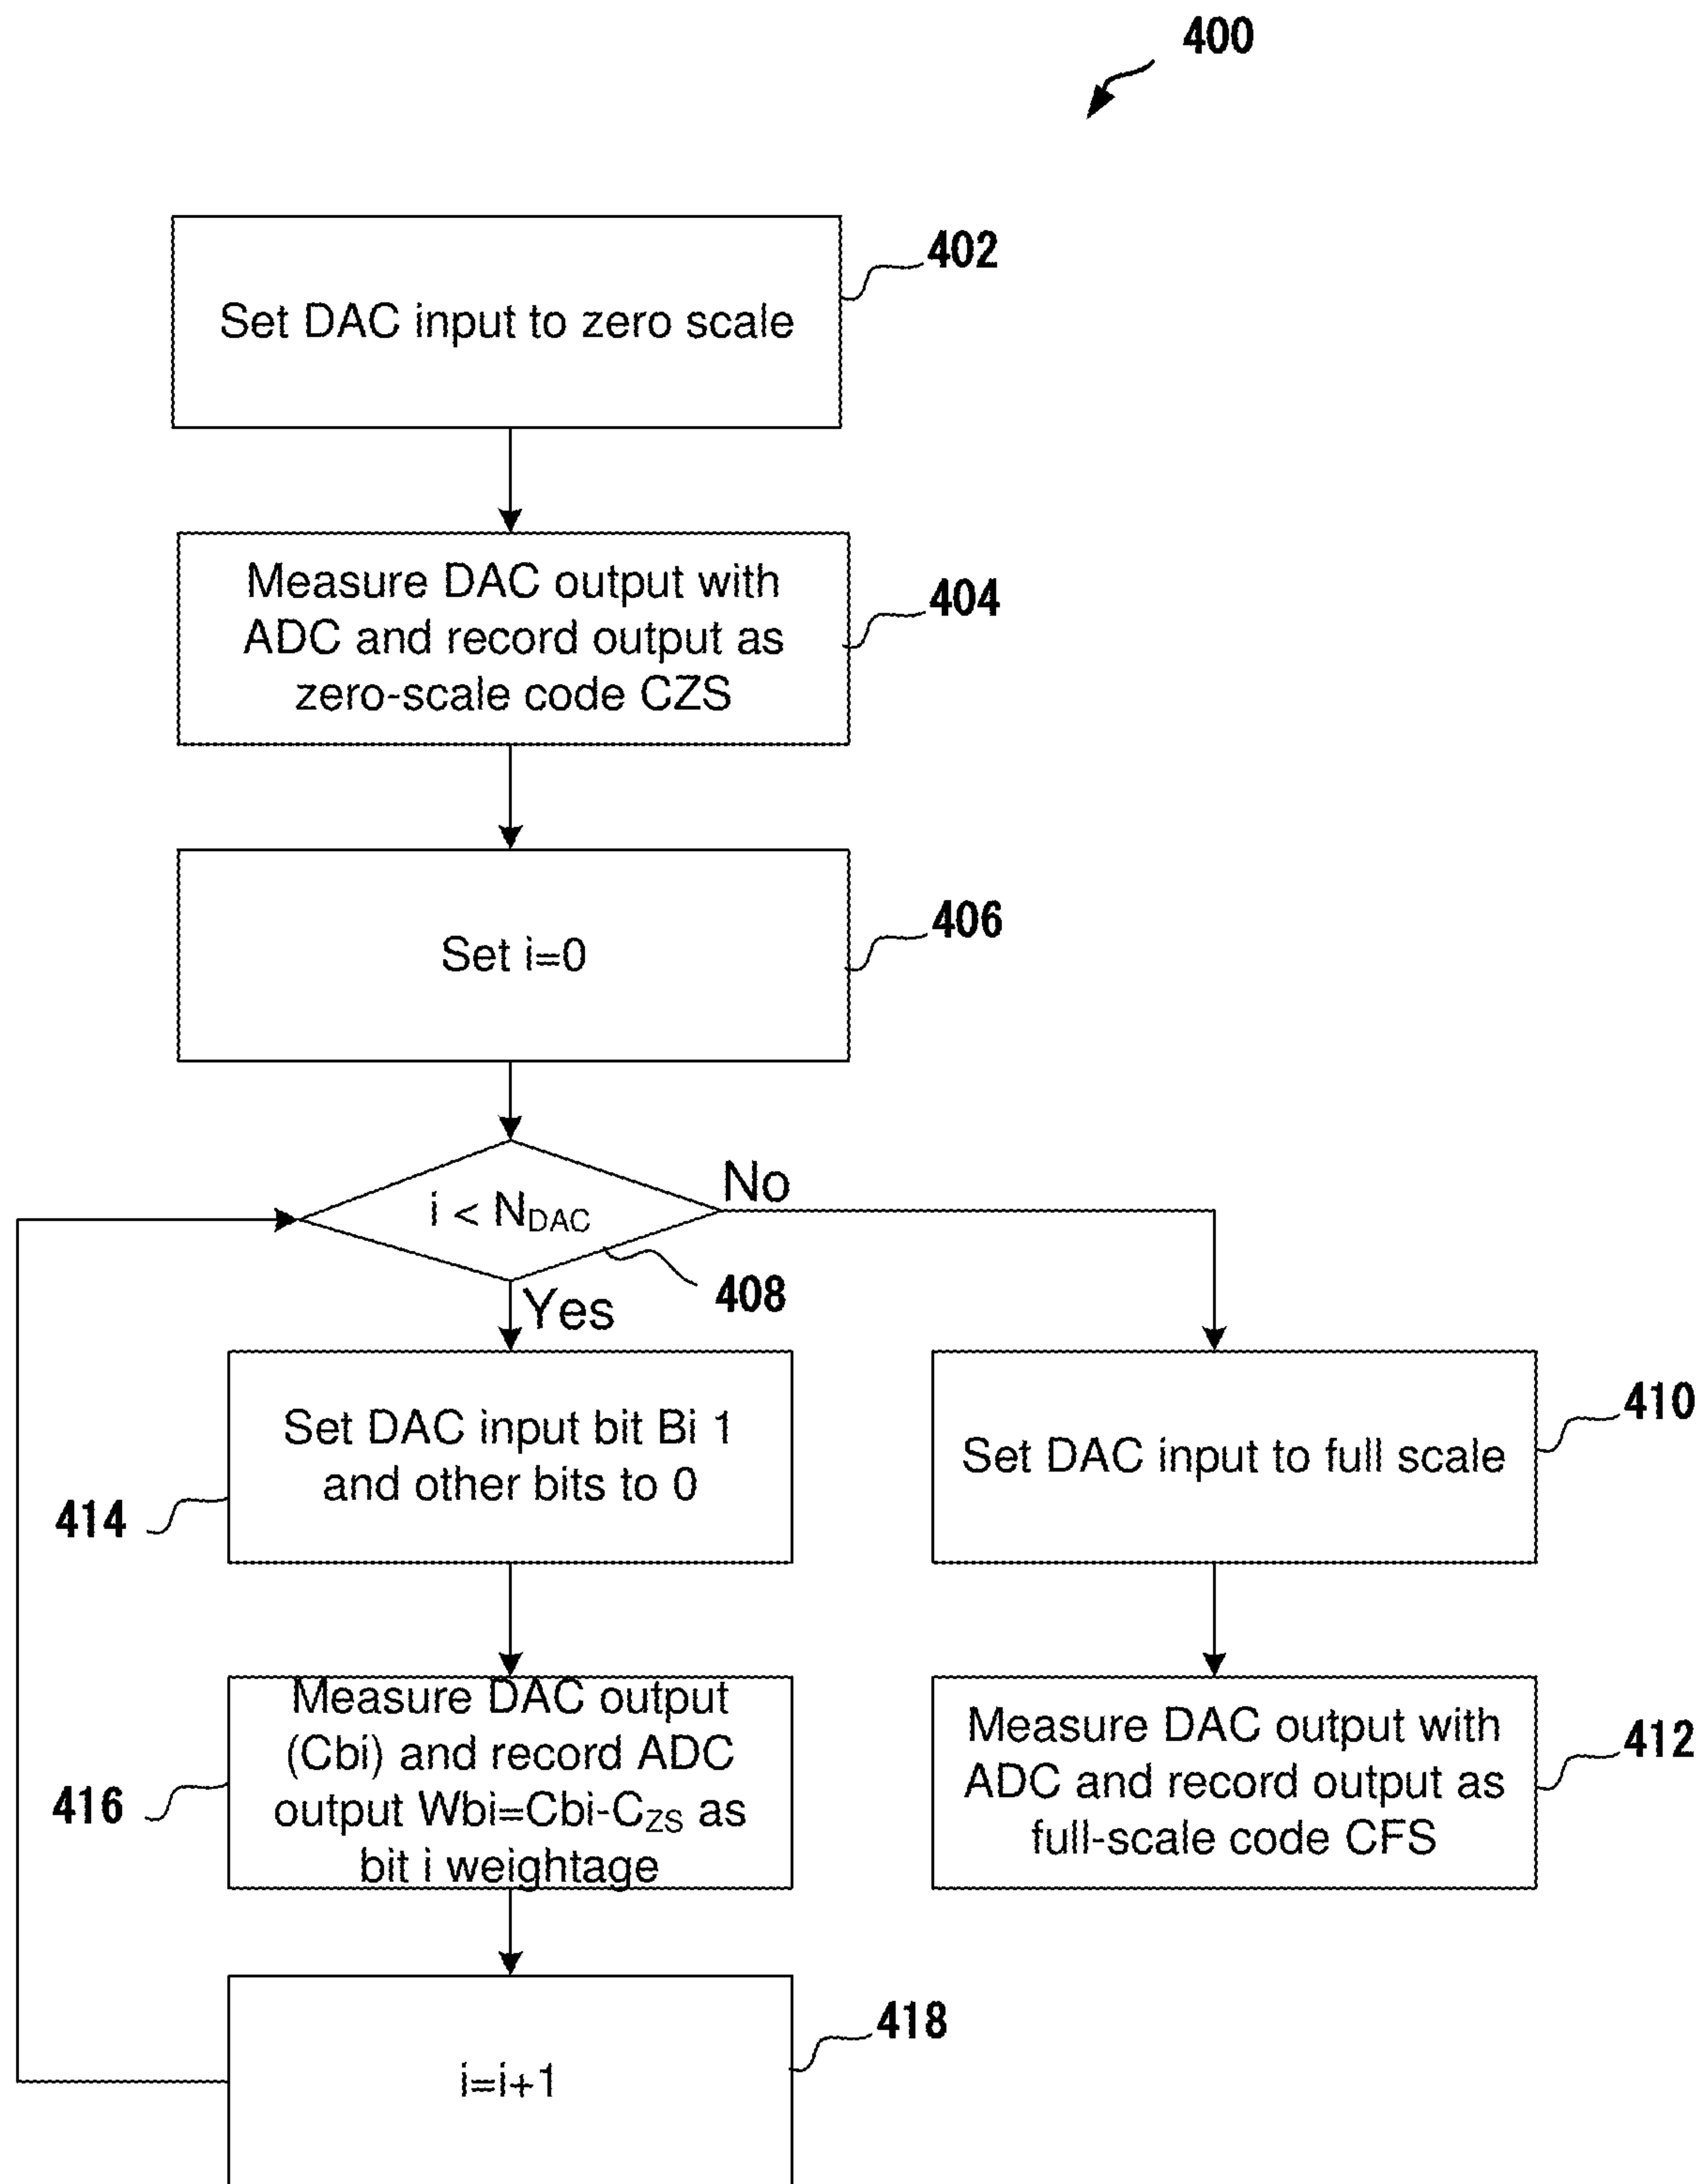 400
Set DAC input to zero scale
402
Measure DAC output with
ADC and record output as
zero-scale code CZS
404
Set i=0
406
i < NDAC
No
408
Yes
Set DAC input bit Bi 1
and other bits to 0
414
Set DAC input to full scale
410
Measure DAC output
(Cbi) and record ADC
output Wbi=Cbi-CZS as
bit i weightage
416
Measure DAC output with
ADC and record output as
full-scale code CFS
412
i=i+1
418